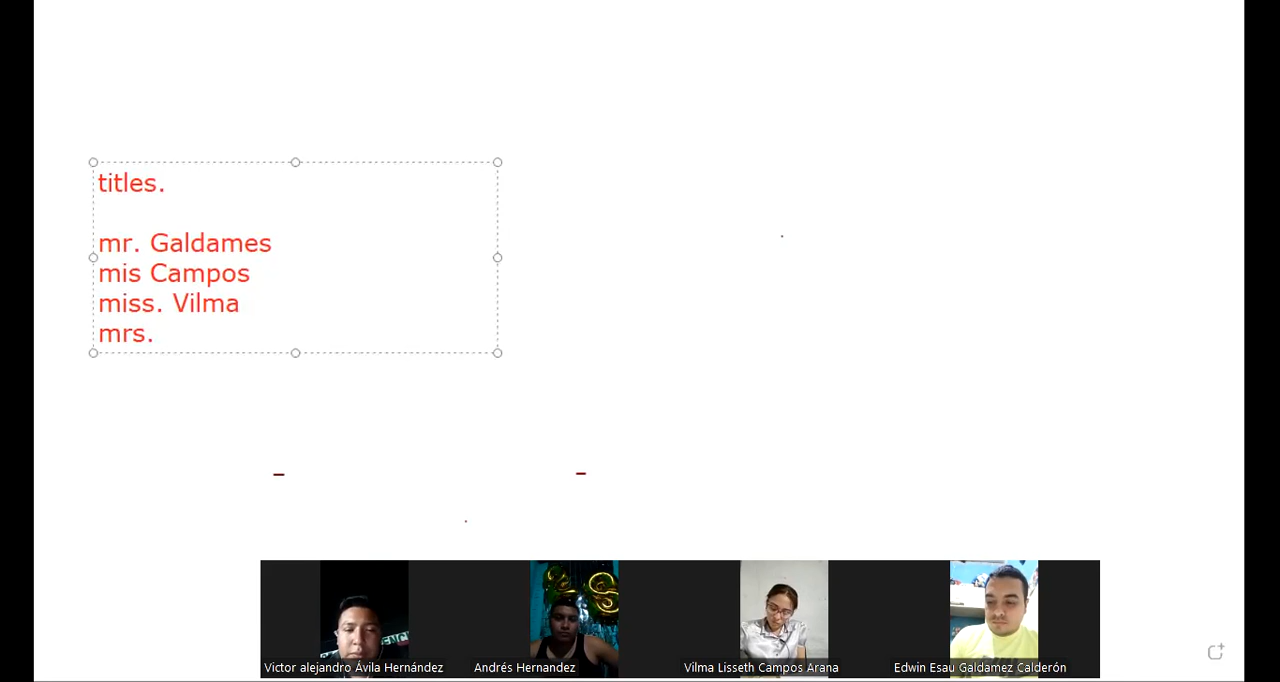 titles.
mr. Galdames
mis Campos
miss. Vilma
mrs.
Victor alejandro Ávila Hernández
Andrés Hernandez
Vilma Lisseth Campos Arana
Edwin Esau Galdamez Calderón